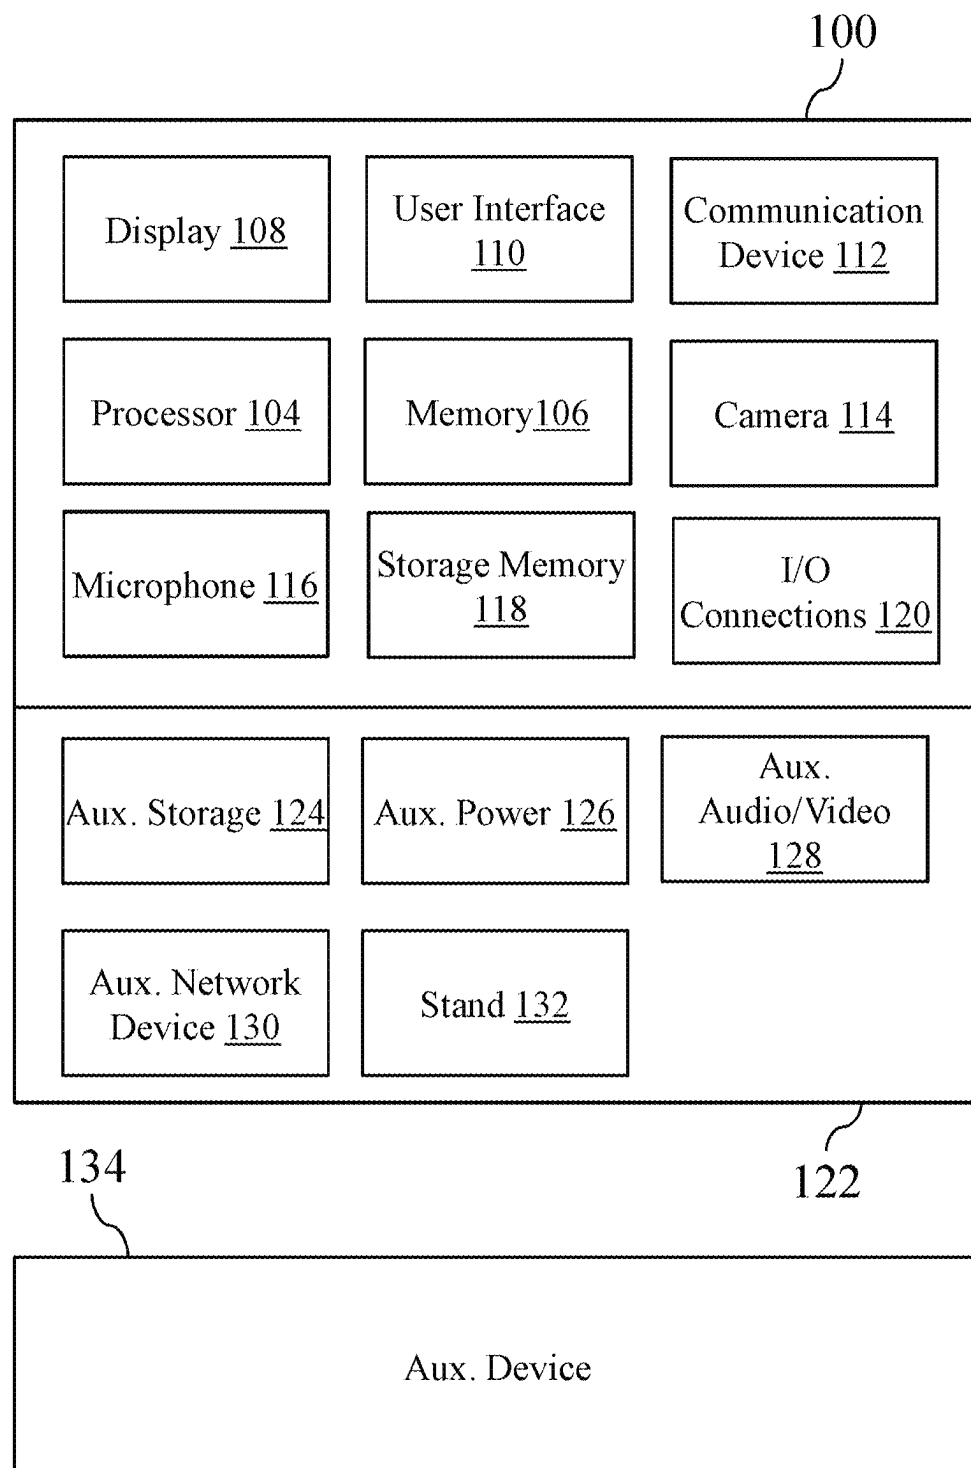 100
Display 108
User Interface
110
Communication
Device 112
Processor 104
Memory106
Camera 114
Microphone 116
Storage Memory
118
I/O
Connections 120
Aux. Storage 124
Aux. Power 126
Aux.
Audio/Video
128
Aux. Network
Device 130
Stand 132
122
134
Aux. Device